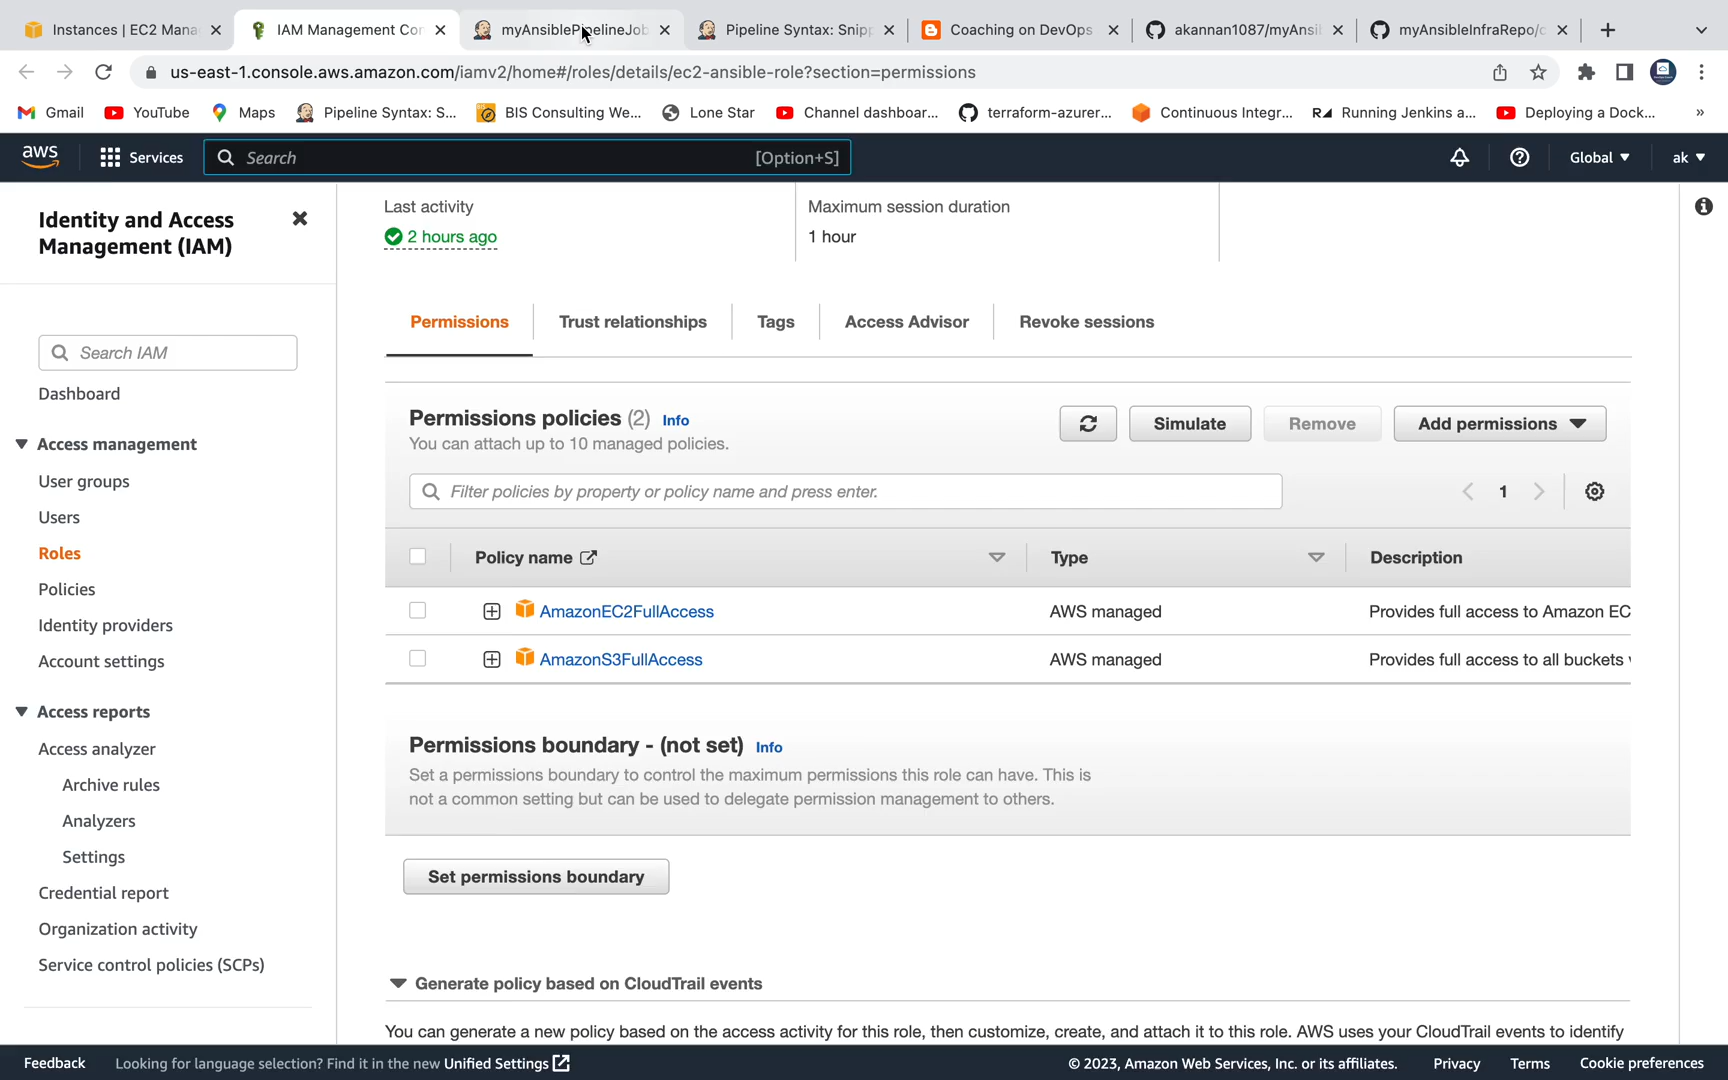 Instances | EC2 Mana
IAM Management Con
myAnsiblePipelineJob
Pipeline Syntax: Snipp
Coaching on DevOps
akannan1087/myAnsil
myAnsibleInfraRepo/c
us-east-1.console.aws.amazon.com/iamv2/home#/roles/details/ec2-ansible-role?section=permissions
Gmail
YouTube
Maps
Pipeline Syntax: S...
BIS Consulting We...
Lone Star
Channel dashboar...
terraform-azurer...
Continuous Integr...
Running Jenkins a...
Deploying a Dock...
»
aws
Services
Search
[Option+S]
Global
ak
Identity and Access
Management (IAM)
Search IAM
Dashboard
Access management
User groups
Users
Roles
Policies
Identity providers
Account settings
Access reports
Access analyzer
Archive rules
Analyzers
Settings
Credential report
Organization activity
Service control policies (SCPs)
Last activity
2 hours ago
Maximum session duration
1 hour
Permissions
Trust relationships
Tags
Access Advisor
Revoke sessions
Permissions policies (2) Info
You can attach up to 10 managed policies.
Simulate
Remove
Add permissions
Filter policies by property or policy name and press enter.
1
Policy name
Type
Description
AmazonEC2FullAccess
AWS managed
Provides full access to Amazon EC
AmazonS3FullAccess
AWS managed
Provides full access to all buckets
Permissions boundary - (not set) Info
Set a permissions boundary to control the maximum permissions this role can have. This is
not a common setting but can be used to delegate permission management to others.
Set permissions boundary
Generate policy based on CloudTrail events
You can generate a new policy based on the access activity for this role, then customize, create, and attach it to this role. AWS uses your CloudTrail events to identify
Feedback
Looking for language selection? Find it in the new Unified Settings
© 2023, Amazon Web Services, Inc. or its affiliates.
Privacy
Terms
Cookie preferences